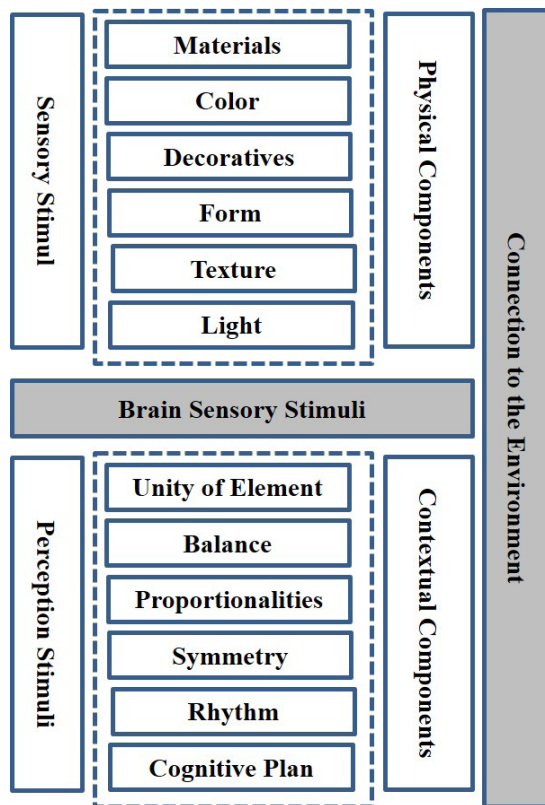 Sensory Stimul
Materials
Color
Decoratives
Form
Texture
Light
Physical Components
Brain Sensory Stimuli
Perception Stimuli
Unity of Element
Balance
Proportionalities
Symmetry
Rhythm
Cognitive Plan
Contextual Components
Connection to the Environment